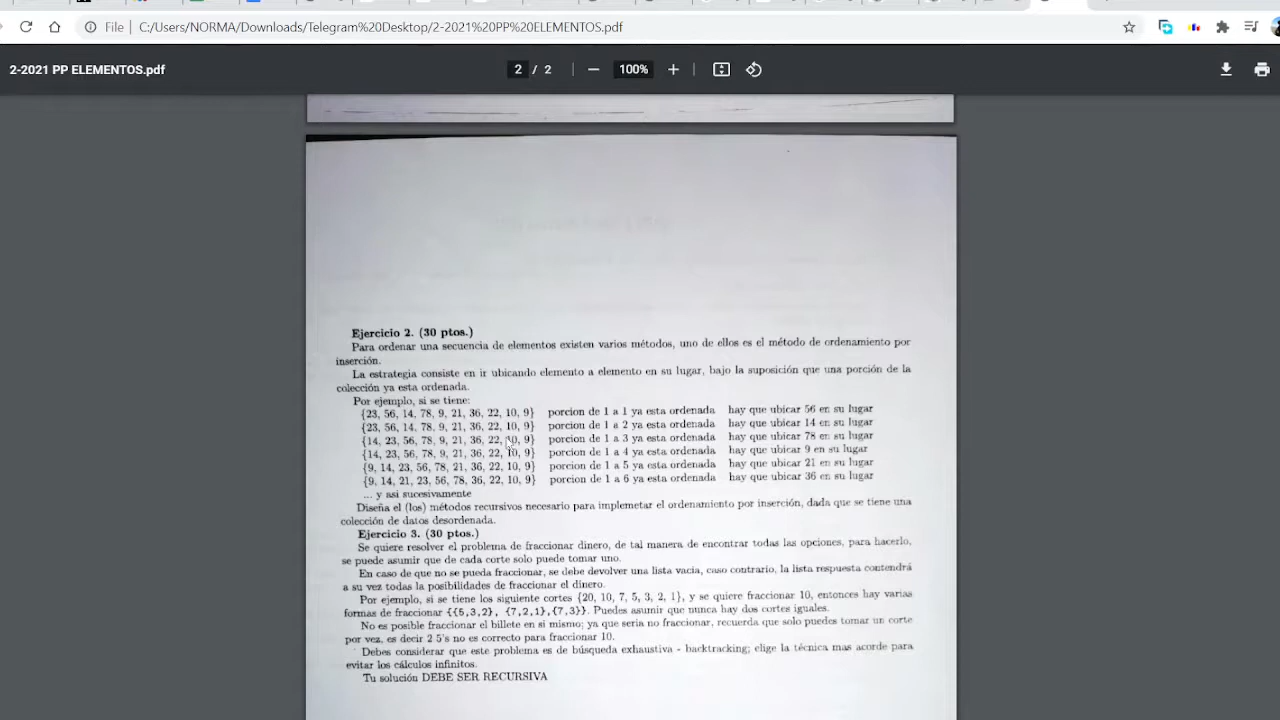 File | C:/Users/NORMA/Downloads/Telegram%20Desktop/2-2021%20PP%20ELEMENTOS.pdf
2-2021 PP ELEMENTOS.pdf 2 / 2 — 100% +
Ejercicio 2. (30 ptos.)
Para ordenar una secuencia de elementos existen varios métodos, uno de ellos es el método de ordenamiento por
inserción.
La estrategia consiste en ir ubicando elemento a elemento en su lugar, bajo la suposición que una porción de la
colección ya esta ordenada.
Por ejemplo, si se tiene:
{23, 56, 14, 78, 9, 21, 36, 22, 10, 9} porcion de 1 a 1 ya esta ordenada hay que ubicar 56 en su lugar
{23, 56, 14, 78, 9, 21, 36, 22, 10, 9} porcion de 1 a 2 ya esta ordenada hay que ubicar 14 en su lugar
{14, 23, 56, 78, 9, 21, 36, 22, 10, 9} porcion de 1 a 3 ya esta ordenada hay que ubicar 78 en su lugar
{14, 23, 56, 78, 9, 21, 36, 22, 10, 9} porcion de 1 a 4 ya esta ordenada hay que ubicar 9 en su lugar
{9, 14, 23, 56, 78, 21, 36, 22, 10, 9} porcion de 1 a 5 ya esta ordenada hay que ubicar 21 en su lugar
{9, 14, 21, 23, 56, 78, 36, 22, 10, 9} porcion de 1 a 6 ya esta ordenada hay que ubicar 36 en su lugar
... y asi sucesivamente
Diseña el (los) métodos recursivos necesario para implemetar el ordenamiento por inserción, dada que se tiene una
colección de datos desordenada.
Ejercicio 3. (30 ptos.)
Se quiere resolver el problema de fraccionar dinero, de tal manera de encontrar todas las opciones, para hacerlo,
se puede asumir que de cada corte solo puede tomar uno.
En caso de que no se pueda fraccionar, se debe devolver una lista vacia, caso contrario, la lista respuesta contendrá
a su vez todas la posibilidades de fraccionar el dinero.
Por ejemplo, si se tiene los siguiente cortes {20, 10, 7, 5, 3, 2, 1}, y se quiere fraccionar 10, entonces hay varias
formas de fraccionar {{5,3,2}, {7,2,1},{7,3}}. Puedes asumir que nunca hay dos cortes iguales.
No es posible fraccionar el billete en si mismo; ya que seria no fraccionar, recuerda que solo puedes tomar un corte
por vez, es decir 2 5's no es correcto para fraccionar 10.
Debes considerar que este problema es de búsqueda exhaustiva - backtracking; elige la técnica mas acorde para
evitar los cálculos infinitos.
Tu solución DEBE SER RECURSIVA